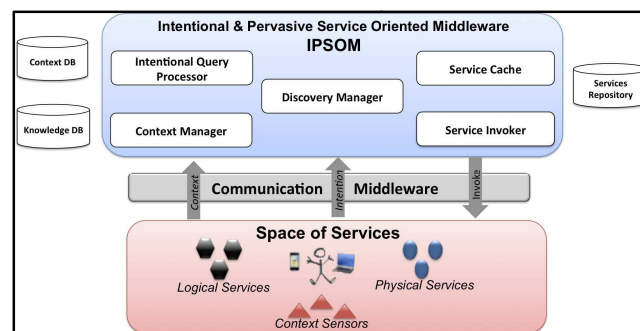 Intentional & Pervasive Service Oriented Middleware
IPSOM
Context DB
Knowledge DB
Intentional Query
Processor
Context Manager
Discovery Manager
Service Cache
Service Invoker
Services
Repository
Context
Intention
Invoke
Communication Middleware
Space of Services
Logical Services
Physical Services
Context Sensors